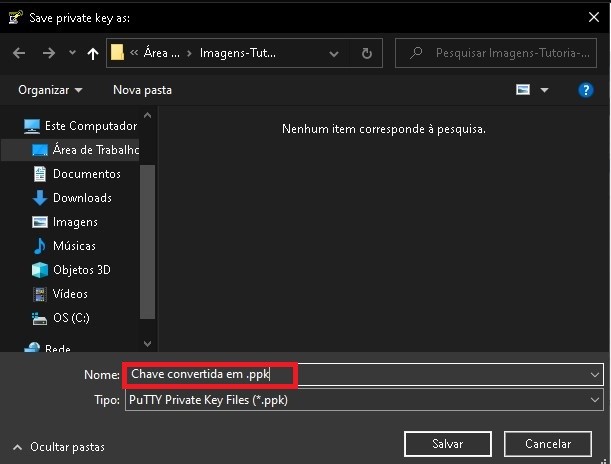 Save private key as:
« Área ... > Imagens-Tut...
Pesquisar Imagens-Tutoria-...
Organizar
Nova pasta
Este Computador
Área de Trabalho
Documentos
Downloads
Imagens
Músicas
Objetos 3D
Vídeos
OS (C:)
Rede
Nenhum item corresponde à pesquisa.
Nome: Chave convertida em .ppk
Tipo: PuTTY Private Key Files (*.ppk)
Ocultar pastas
Salvar
Cancelar